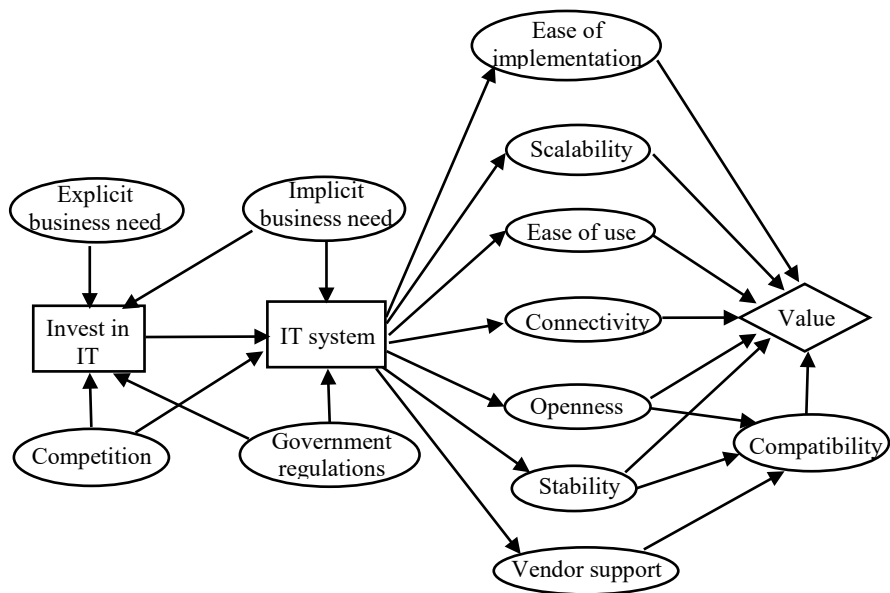 Ease of
implementation
Scalability
Explicit
business need
Implicit
business need
Ease of use
Invest in
IT
IT system
Connectivity
Value
Openness
Competition
Government
regulations
Compatibility
Stability
Vendor support